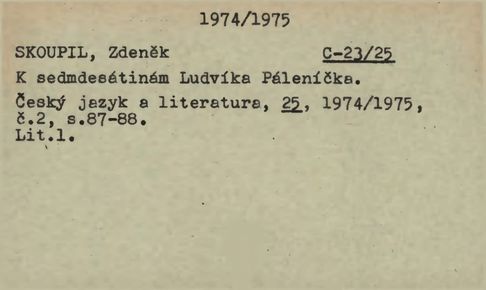 1974/1975
SKOUPIL, Zdeněk C-23/25
K sedmdesátinám Ludvíka Páleníčka.
Český jazyk a literatura, 25, 1974/1975,
č.2, s.87-88.
Lit.l.